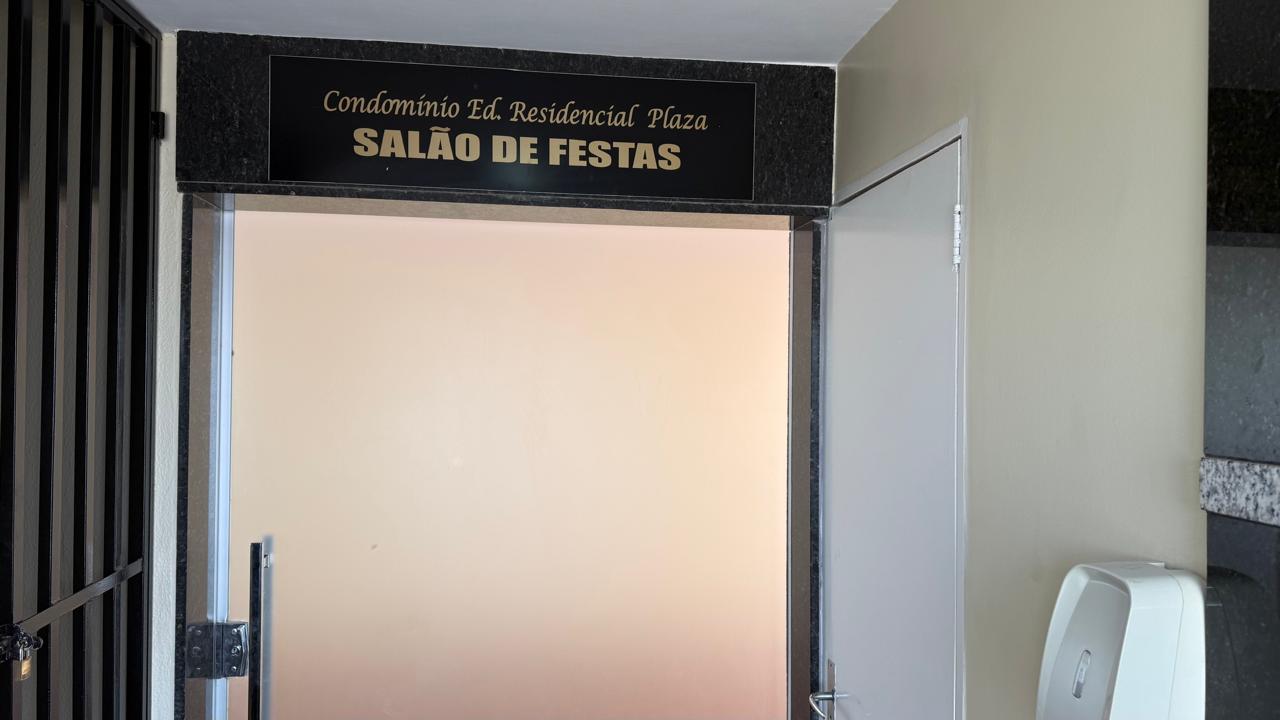 Condomínio Ed. Residencial Plaza
SALÃO DE FESTAS